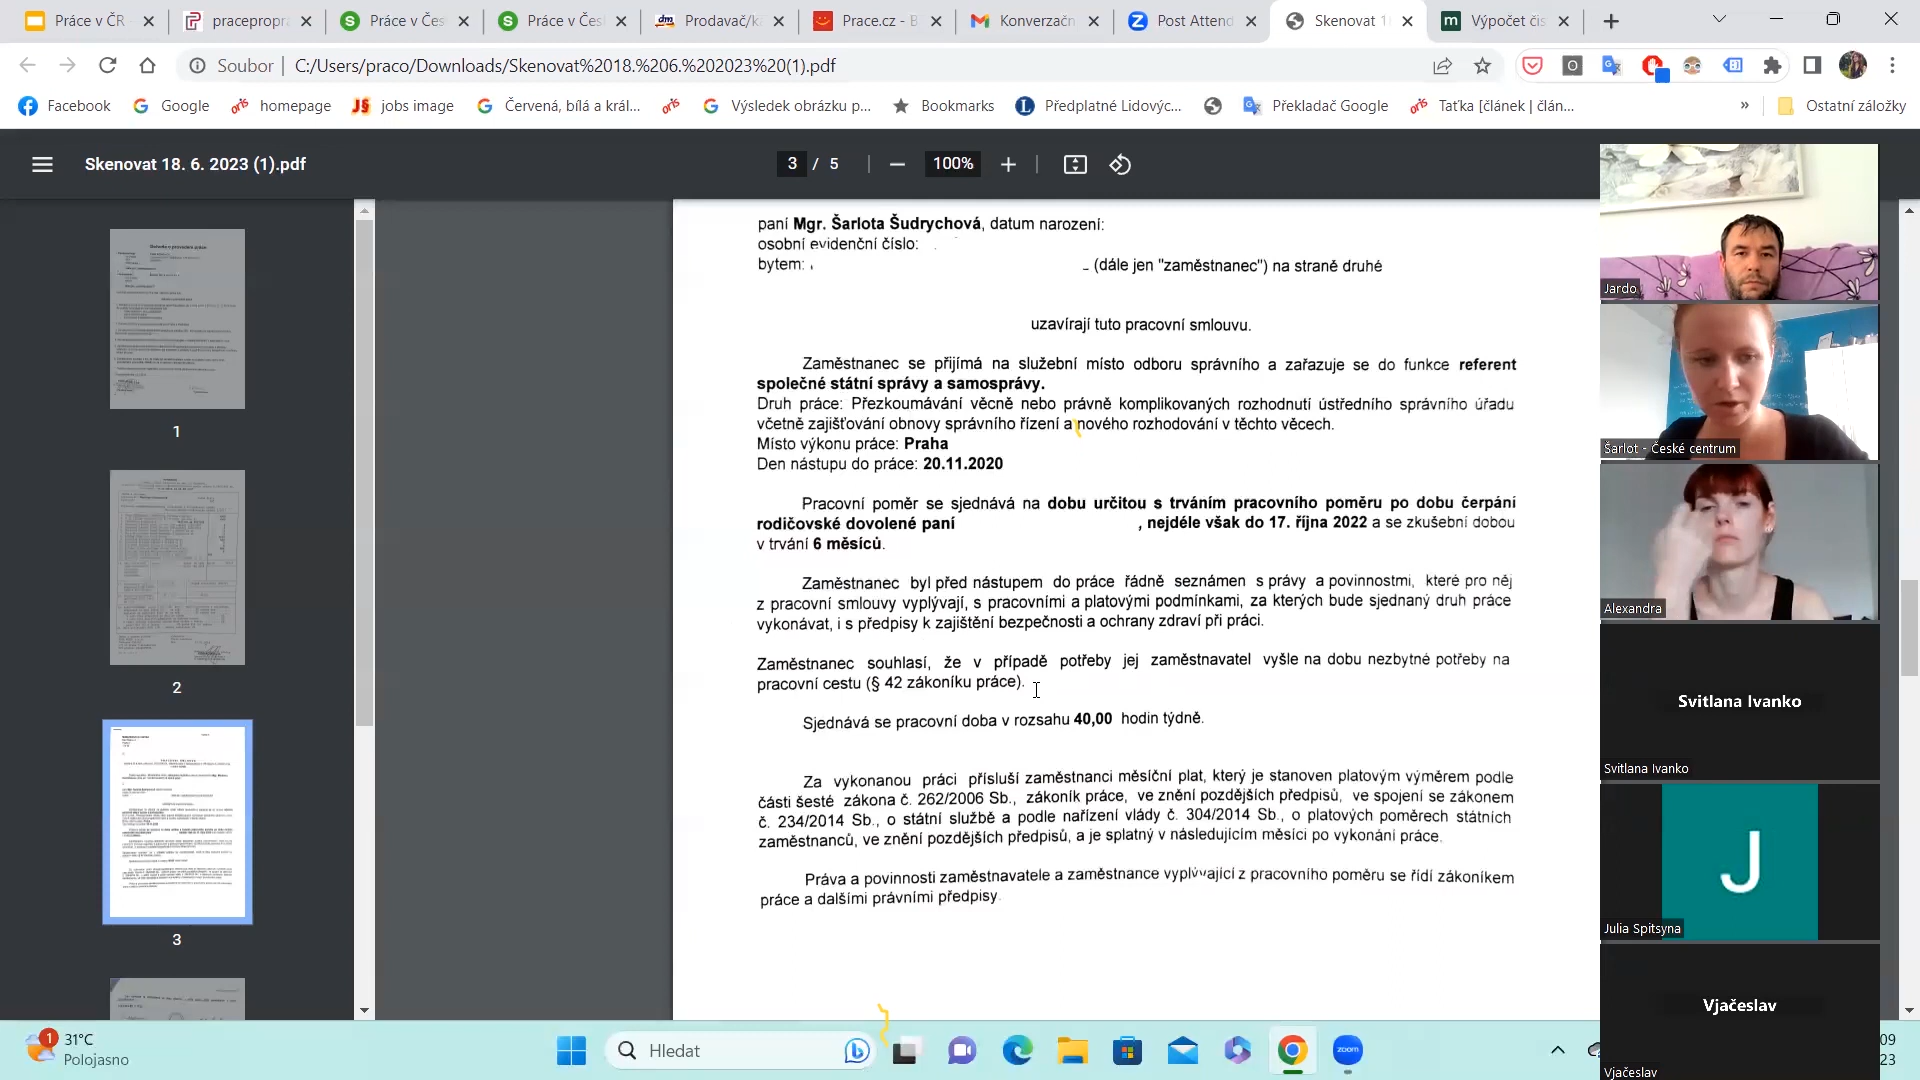 Práce v ČR -
praceproprá
Práce v Čes
Práce v Čes
Prodavač/ka
Prace.cz - B
Konverzačn
Post Attend
Skenovat 1
Výpočet čis
Soubor | C:/Users/praco/Downloads/Skenovat%2018.%206.%202023%20(1).pdf
Facebook Google homepage jobs image Červená, bílá a král... Výsledek obrázku p... Bookmarks Předplatné Lidovýc... Překladač Google Taťka [článek | člán... » Ostatní záložky
Skenovat 18. 6. 2023 (1).pdf
3 / 5 | − 100% +
1
2
3
paní Mgr. Šarlota Šudrychová, datum narození:
osobní evidenční číslo:
bytem: (dále jen "zaměstnanec") na straně druhé
uzavírají tuto pracovní smlouvu.
Zaměstnanec se přijímá na služební místo odboru správního a zařazuje se do funkce referent
společné státní správy a samosprávy.
Druh práce: Přezkoumávání věcně nebo právně komplikovaných rozhodnutí ústředního správního úřadu
včetně zajišťování obnovy správního řízení a nového rozhodování v těchto věcech.
Místo výkonu práce: Praha
Den nástupu do práce: 20.11.2020
Pracovní poměr se sjednává na dobu určitou s trváním pracovního poměru po dobu čerpání
rodičovské dovolené paní , nejdéle však do 17. října 2022 a se zkušební dobou
v trvání 6 měsíců.
Zaměstnanec byl před nástupem do práce řádně seznámen s právy a povinnostmi, které pro něj
z pracovní smlouvy vyplývají, s pracovními a platovými podmínkami, za kterých bude sjednaný druh práce
vykonávat, i s předpisy k zajištění bezpečnosti a ochrany zdraví při práci.
Zaměstnanec souhlasí, že v případě potřeby jej zaměstnavatel vyšle na dobu nezbytné potřeby na
pracovní cestu (§ 42 zákoníku práce).
Sjednává se pracovní doba v rozsahu 40,00 hodin týdně.
Za vykonanou práci přísluší zaměstnanci měsíční plat, který je stanoven platovým výměrem podle
části šesté zákona č. 262/2006 Sb., zákoník práce, ve znění pozdějších předpisů, ve spojení se zákonem
č. 234/2014 Sb., o státní službě a podle nařízení vlády č. 304/2014 Sb., o platových poměrech státních
zaměstnanců, ve znění pozdějších předpisů, a je splatný v následujícím měsíci po vykonání práce.
Práva a povinnosti zaměstnavatele a zaměstnance vyplývající z pracovního poměru se řídí zákoníkem
práce a dalšími právními předpisy.
Jardo
Šarlot - České centrum
Alexandra
Svitlana Ivanko
Svitlana Ivanko
J
Julia Spitsyna
Vjačeslav
Vjačeslav
1
31°C
Polojasno
Hledat
zoom
09
23